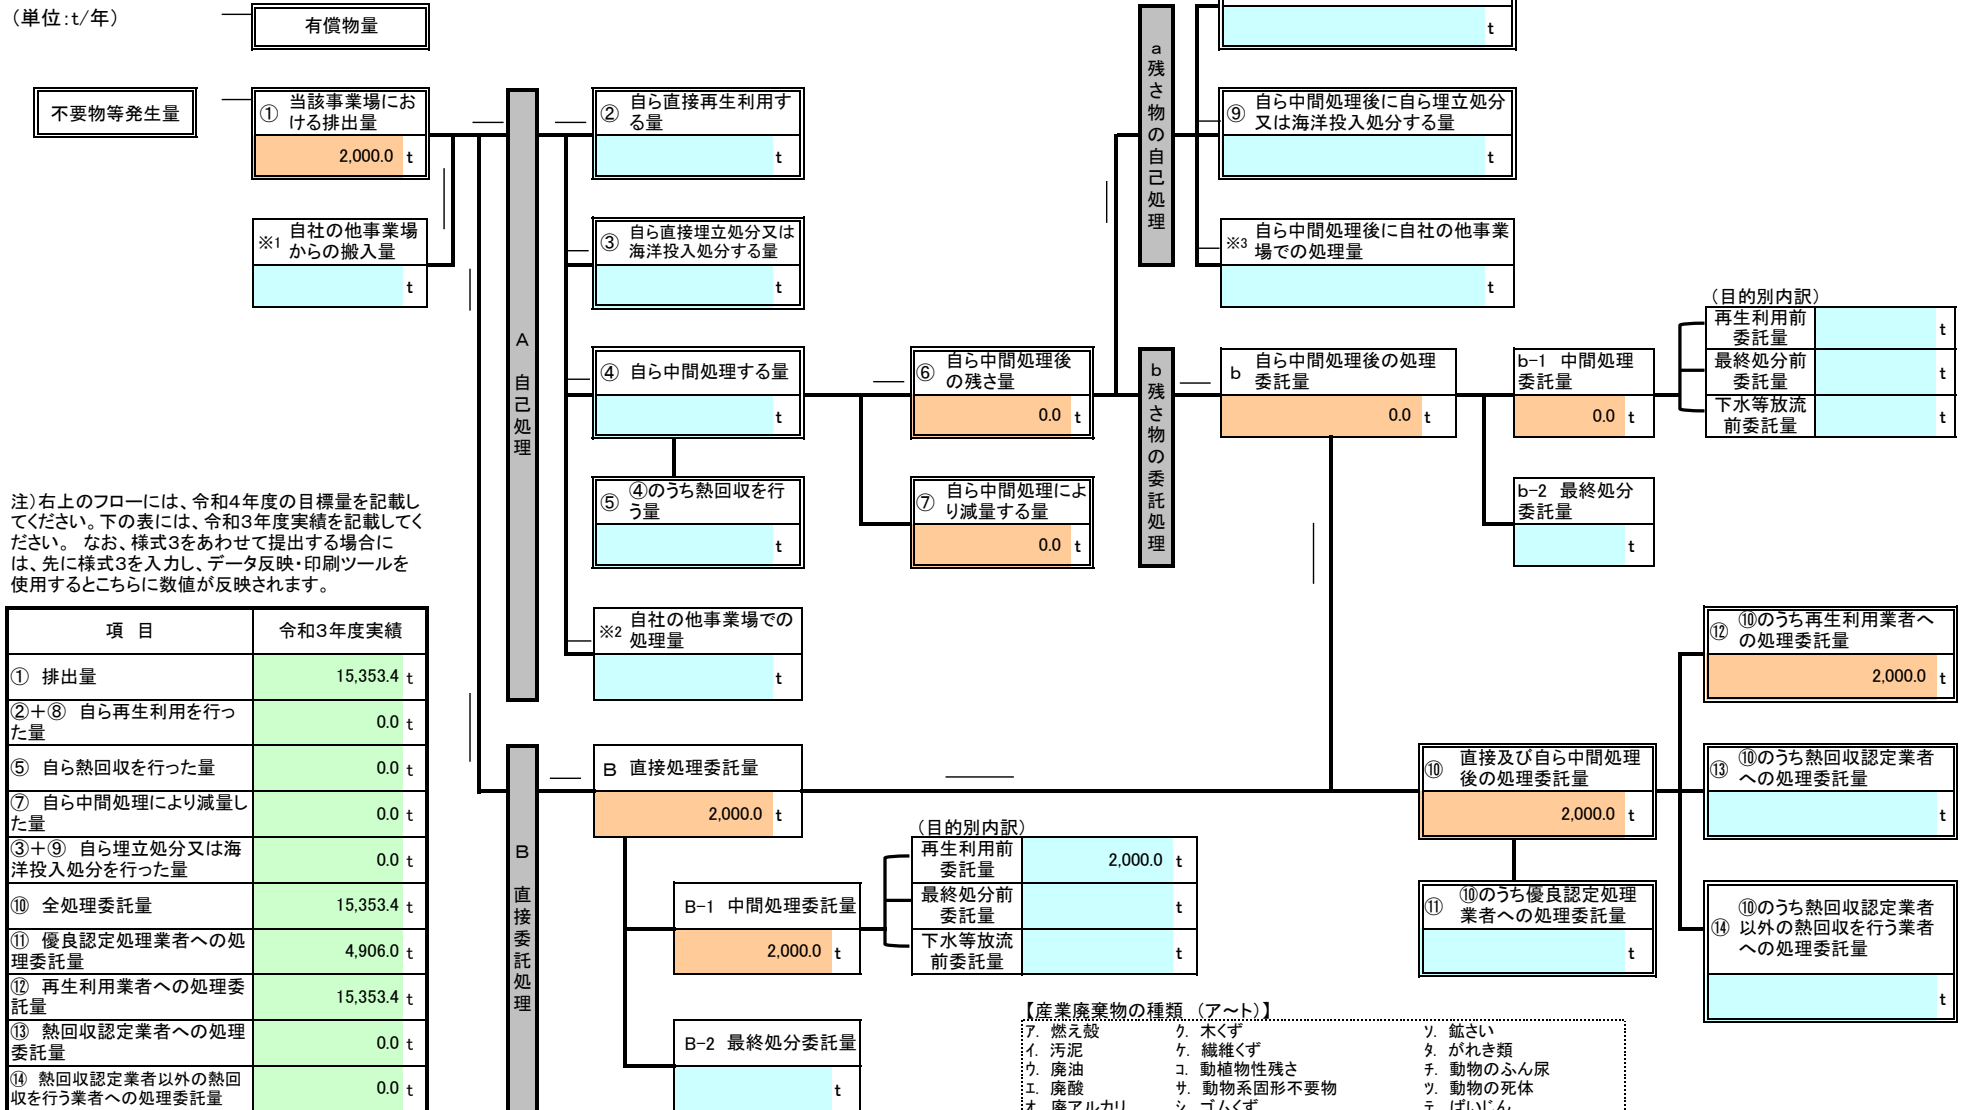 (単位:t/年)
有償物量
不要物等発生量
① 当該事業場にお
ける排出量
2,000.0 t
※1 自社の他事業場
からの搬入量
t
A 自己処理
② 自ら直接再生利用す
る量
t
③ 自ら直接埋立処分又は
海洋投入処分する量
t
④ 自ら中間処理する量
t
⑤ ④のうち熱回収を行
う量
t
※2 自社の他事業場での
処理量
t
⑥ 自ら中間処理後
の残さ量
0.0 t
⑦ 自ら中間処理によ
り減量する量
0.0 t
a 残さ物の自己処理
t
⑨ 自ら中間処理後に自ら埋立処分
又は海洋投入処分する量
t
※3 自ら中間処理後に自社の他事業
場での処理量
t
b 残さ物の委託処理
b 自ら中間処理後の処理
委託量
0.0 t
b-1 中間処理
委託量
0.0 t
(目的別内訳)
再生利用前
委託量
t
最終処分前
委託量
t
下水等放流
前委託量
t
b-2 最終処分
委託量
t
注)右上のフローには、令和4年度の目標量を記載し
てください。下の表には、令和3年度実績を記載してく
ださい。 なお、様式3をあわせて提出する場合に
は、先に様式3を入力し、データ反映・印刷ツールを
使用するとこちらに数値が反映されます。
項 目 令和3年度実績
① 排出量 15,353.4 t
②+⑧ 自ら再生利用を行っ
た量 0.0 t
⑤ 自ら熱回収を行った量 0.0 t
⑦ 自ら中間処理により減量し
た量 0.0 t
③+⑨ 自ら埋立処分又は海
洋投入処分を行った量 0.0 t
⑩ 全処理委託量 15,353.4 t
⑪ 優良認定処理業者への処
理委託量 4,906.0 t
⑫ 再生利用業者への処理委
託量 15,353.4 t
⑬ 熱回収認定業者への処理
委託量 0.0 t
⑭ 熱回収認定業者以外の熱回
収を行う業者への処理委託量 0.0 t
B 直接委託処理
B 直接処理委託量
2,000.0 t
B-1 中間処理委託量
2,000.0 t
(目的別内訳)
再生利用前
委託量
2,000.0 t
最終処分前
委託量
t
下水等放流
前委託量
t
B-2 最終処分委託量
t
⑩ 直接及び自ら中間処理
後の処理委託量
2,000.0 t
⑪ ⑩のうち優良認定処理
業者への処理委託量
t
⑫ ⑩のうち再生利用業者へ
の処理委託量
2,000.0 t
⑬ ⑩のうち熱回収認定業者
への処理委託量
t
⑭ ⑩のうち熱回収認定業者
以外の熱回収を行う業者
への処理委託量
t
【産業廃棄物の種類 (ア~ト)】
ア. 燃え殻 ク. 木くず ソ. 鉱さい
イ. 汚泥 ケ. 繊維くず タ. がれき類
ウ. 廃油 コ. 動植物性残さ チ. 動物のふん尿
エ. 廃酸 サ. 動物系固形不要物 ツ. 動物の死体
オ. 廃アルカリ シ. ゴムくず テ. ばいじん